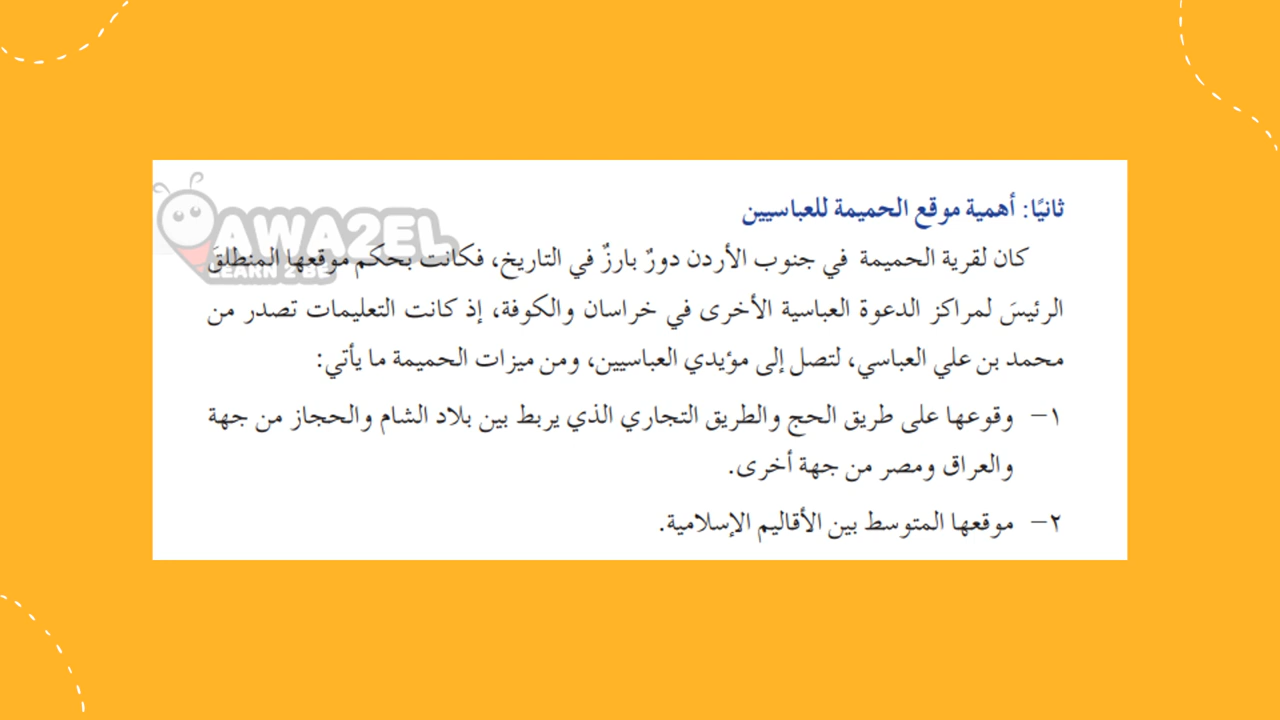 ثانيًا: أهمية موقع الحميمة للعباسيين
AWA2EL
LEARN 2 BE
كان لقرية الحميمة في جنوب الأردن دورٌ بارزٌ في التاريخ، فكانت بحكم موقعها المنطلقَ
الرئيسَ لمراكز الدعوة العباسية الأخرى في خراسان والكوفة، إذ كانت التعليمات تصدر من
محمد بن علي العباسي، لتصل إلى مؤيدي العباسيين، ومن ميزات الحميمة ما يأتي:
١– وقوعها على طريق الحج والطريق التجاري الذي يربط بين بلاد الشام والحجاز من جهة
والعراق ومصر من جهة أخرى.
٢– موقعها المتوسط بين الأقاليم الإسلامية.